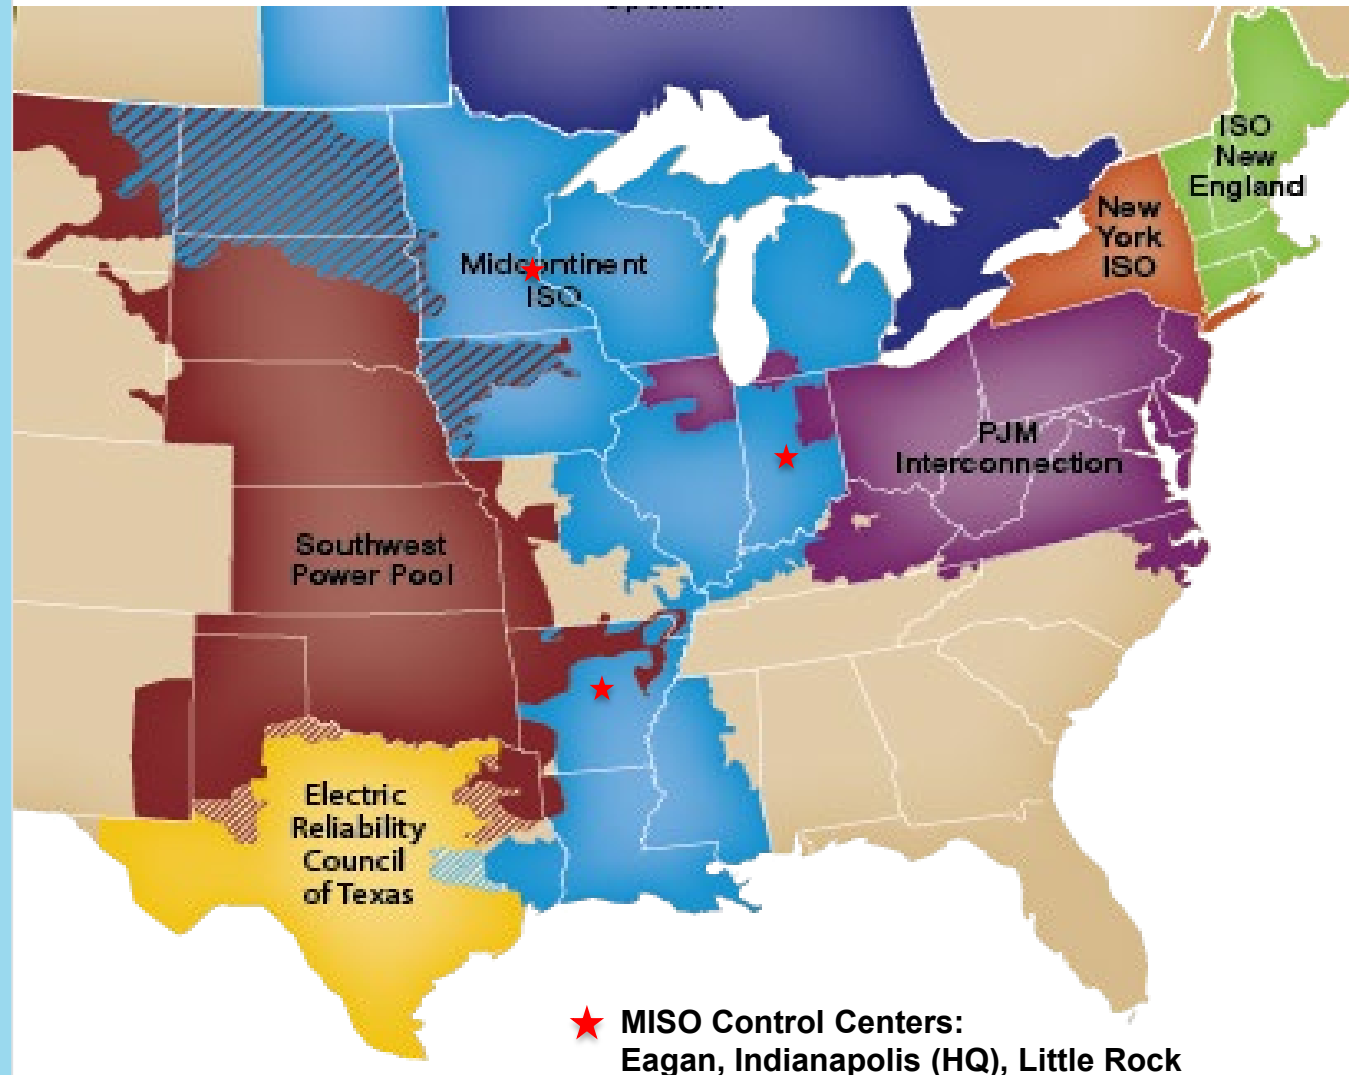 ISO
New
England
New
York
ISO
Midcontinent
ISO
PJM
Interconnection
Southwest
Power Pool
Electric
Reliability
Council
of Texas
MISO Control Centers:
Eagan, Indianapolis (HQ), Little Rock